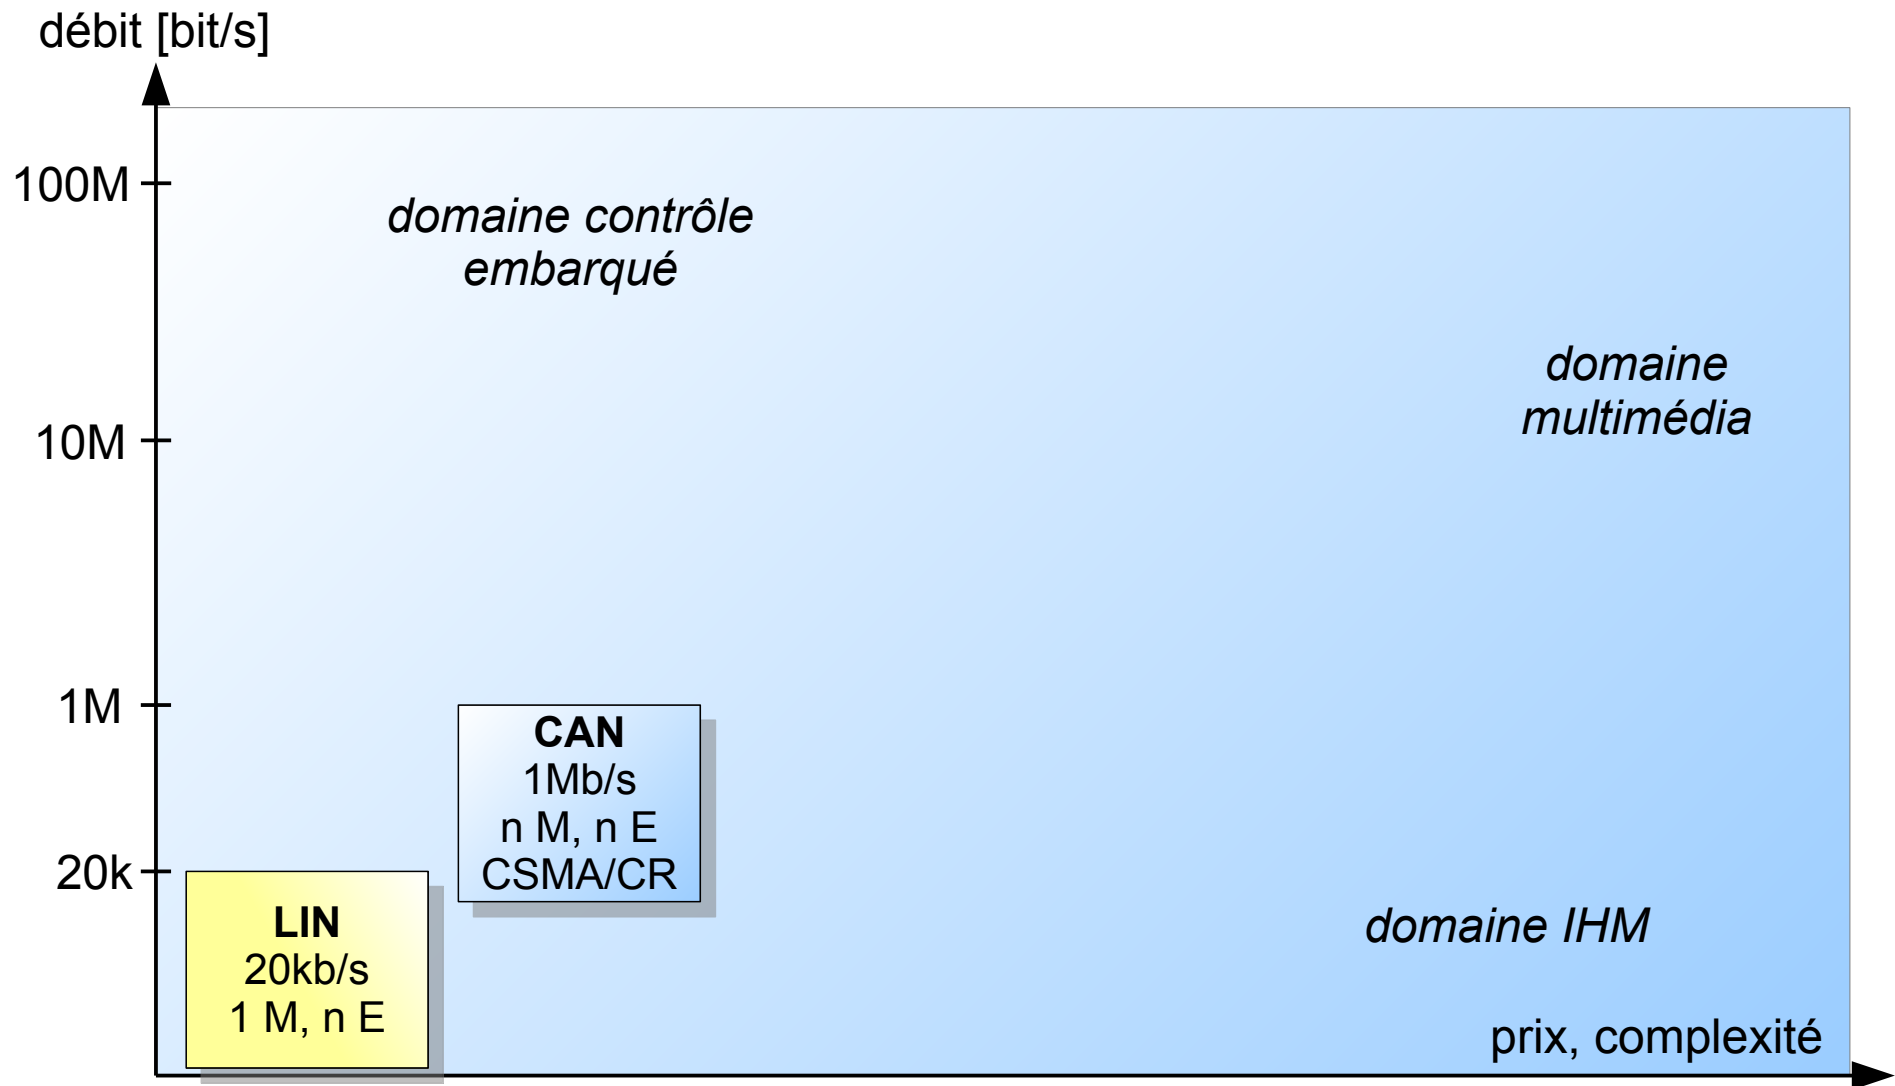 débit [bit/s]
100M
domaine contrôle
embarqué
domaine
multimédia
10M
1M
CAN
1Mb/s
n M, n E
CSMA/CR
20k
LIN
20kb/s
1 M, n E
domaine IHM
prix, complexité